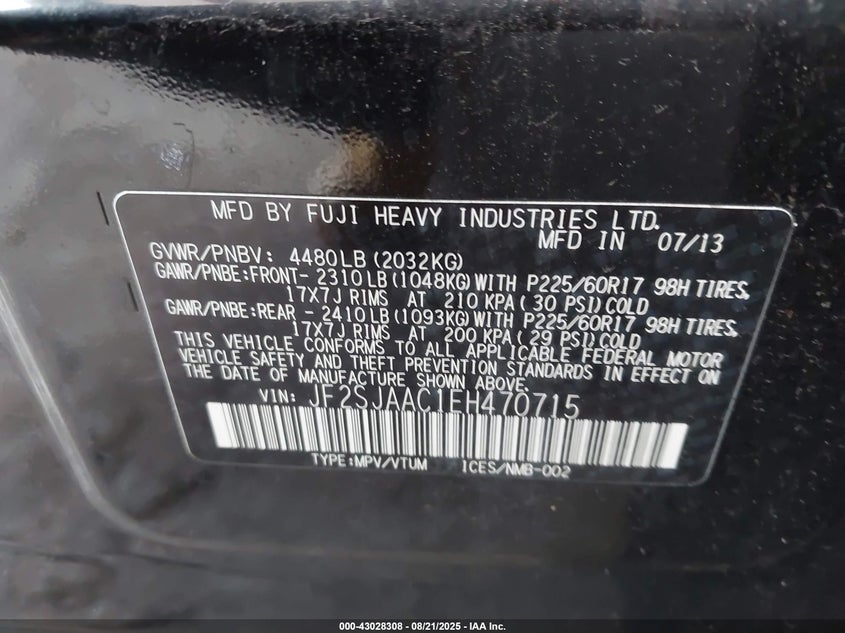 MFD BY FUJI HEAVY INDUSTRIES LTD.
MFD IN 07/13
GVWR/PNBV: 4480LB (2032KG)
GAWR/PNBE:FRONT- 2310LB (1048KG) WITH P225/60R17 98H TIRES,
17X7J RIMS AT 210 KPA ( 30 PSI) COLD
GAWR/PNBE:REAR - 2410LB (1093KG) WITH P225/60R17 98H TIRES,
17X7J RIMS AT 200 KPA ( 29 PSI) COLD
THIS VEHICLE CONFORMS TO ALL APPLICABLE FEDERAL MOTOR
VEHICLE SAFETY AND THEFT PREVENTION STANDARDS IN EFFECT ON
THE DATE OF MANUFACTURE SHOWN ABOVE.
VIN: JF2SJAAC1EH470715
TYPE:MPV/VTUM ICES/NMB-002
000-43028308 - 08/21/2025 - IAA Inc.